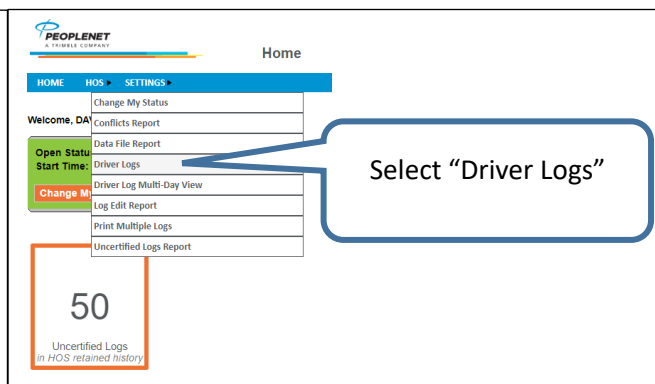 PEOPLENET
A TRIMBLE COMPANY
Home
HOME HOS SETTINGS
Change My Status
Welcome, DA
Conflicts Report
Data File Report
Open Statu
Start Time:
Driver Logs
Select “Driver Logs”
Driver Log Multi-Day View
Change M
Log Edit Report
Print Multiple Logs
Uncertified Logs Report
50
Uncertified Logs
in HOS retained history